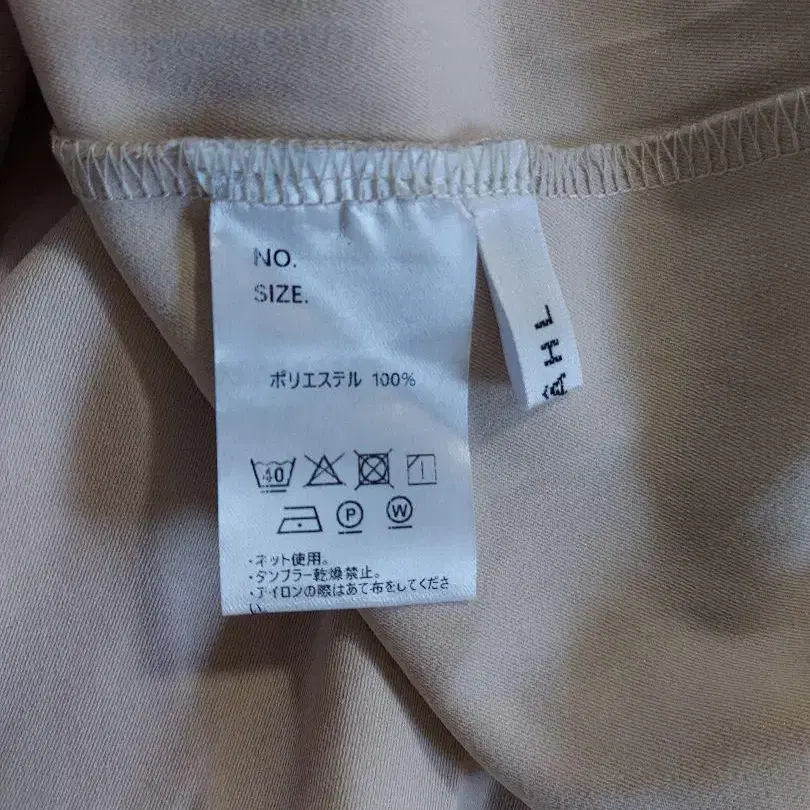 NO.
SIZE.
ポリエステル 100%
40
P
W
・ネット使用。
・タンブラー乾燥禁止。
・アイロンの際はあて布をしてくださ
い。
AHL